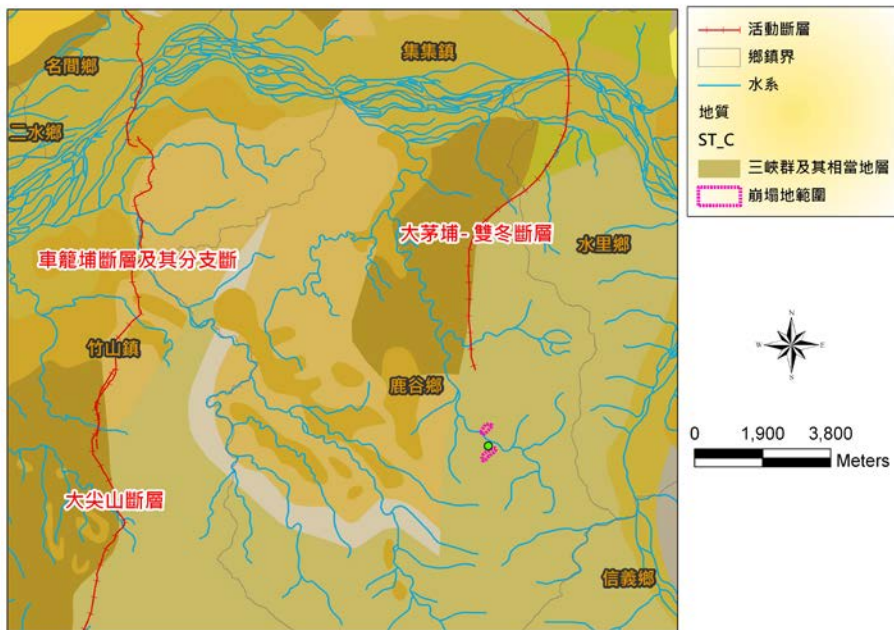 名間鄉
集集鎮
二水鄉
大茅埔-雙冬斷層
水里鄉
車籠埔斷層及其分支斷
竹山鎮
鹿谷鄉
大尖山斷層
信義鄉
活動斷層
鄉鎮界
水系
地質
ST_C
三峽群及其相當地層
崩塌地範圍
N
W E
S
0 1,900 3,800
Meters